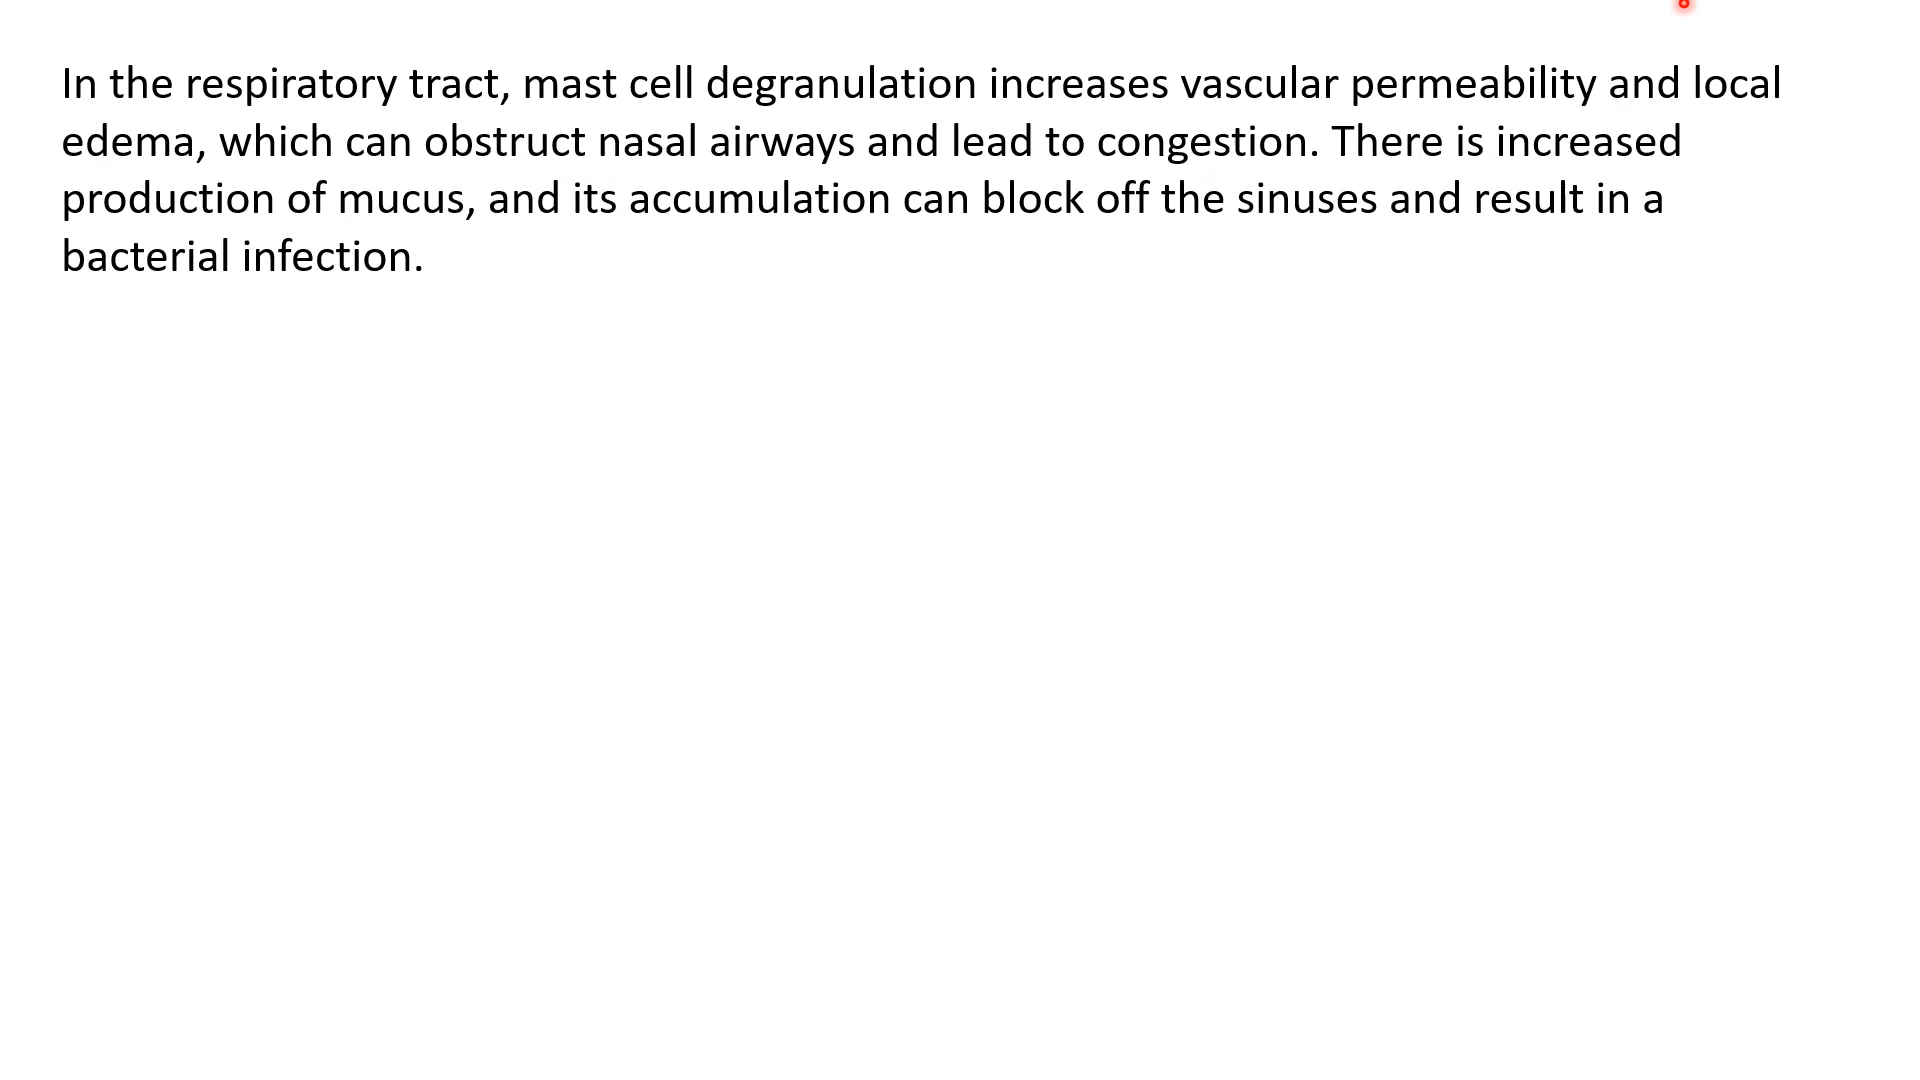 In the respiratory tract, mast cell degranulation increases vascular permeability and local
edema, which can obstruct nasal airways and lead to congestion. There is increased
production of mucus, and its accumulation can block off the sinuses and result in a
bacterial infection.